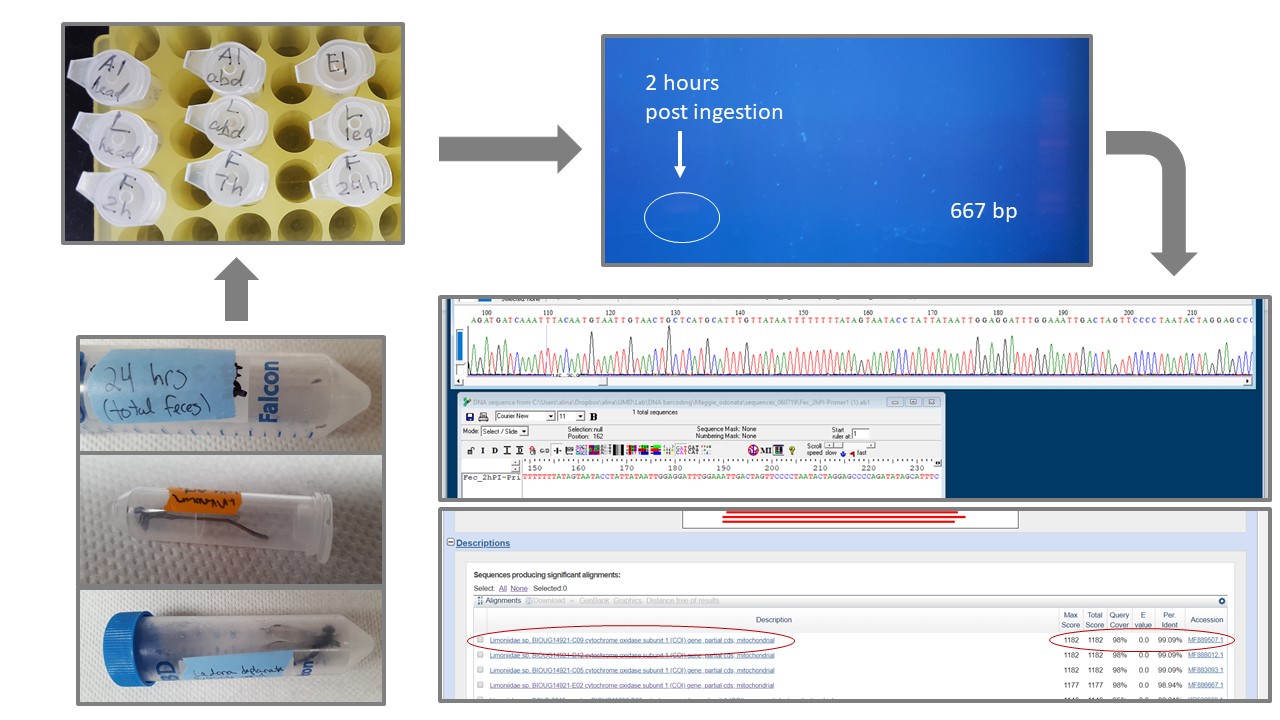 A1
head
A1
abd
E1
L
head
L
abd
L
leg
F
2h
F
7h
F
24h
2 hours
post ingestion
667 bp
24 hrs
(total feces)
Falcon
100 110 120 130 140 150 160 170 180 190 200 210
AGATGATCAAATTTACAATGTAATTGTAACTGCTCATGCATTTGTTATAATTTTTTTTATAGTAATACCTATTATAATTGGAGGATTTGGAAATTGACTAGTTCCCCTAATACTAGGAGCCC
DNA sequence from C:\Users\alina\Dropbox\alina\UMD\Lab\DNA barcoding\Maggie_odonata\sequences_060719\Fec_2hPI-Primer1 (1).ab1
Courier New 11 B 1 total sequences
Mode: Select / Slide Selection:null
Position: 162 Sequence Mask: None
Numbering Mask: None Start
ruler at: 1
I D MI Scroll
speed slow fast
150 160 170 180 190 200 210 220 230
Fec_2hPI-Pri TTTTTTTATAGTAATACCTATTATAATTGGAGGATTTGGAAATTGACTAGTTCCCCTAATACTAGGAGCCCCAGATATAGCATTTC
Descriptions
Sequences producing significant alignments:
Select: All None Selected:0
Alignments Download GenBank Graphics Distance tree of results
Description Max
Score Total
Score Query
Cover E
value Per.
Ident Accession
Limoniidae sp. BIOUG14921-C09 cytochrome oxidase subunit 1 (COI) gene, partial cds; mitochondrial 1182 1182 98% 0.0 99.09% MF889507.1
Limoniidae sp. BIOUG14921-D12 cytochrome oxidase subunit 1 (COI) gene, partial cds; mitochondrial 1182 1182 98% 0.0 99.09% MF888012.1
Limoniidae sp. BIOUG14921-C05 cytochrome oxidase subunit 1 (COI) gene, partial cds; mitochondrial 1182 1182 98% 0.0 99.09% MF883093.1
Limoniidae sp. BIOUG14921-E02 cytochrome oxidase subunit 1 (COI) gene, partial cds; mitochondrial 1177 1177 98% 0.0 98.94% MF886667.1